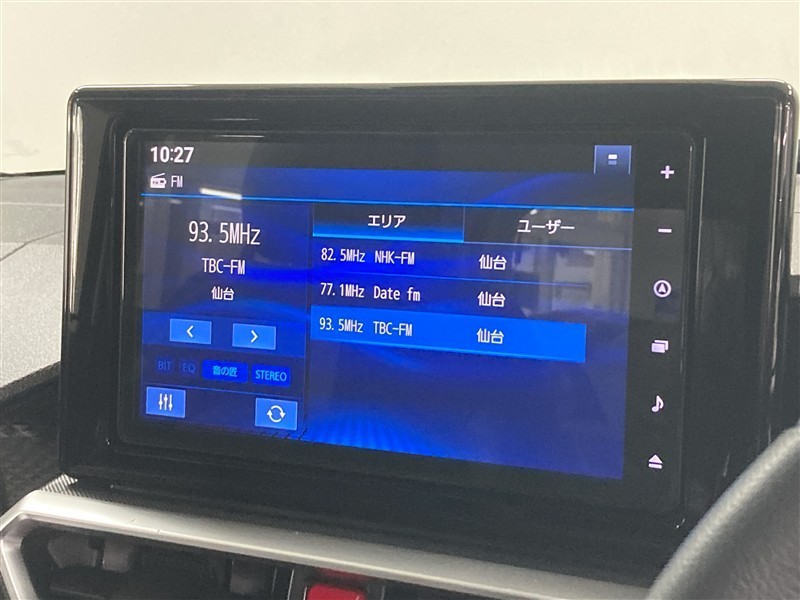 10:27
FM
93.5MHz
TBC-FM
仙台
BIT EQ 音の匠 STEREO
エリア ユーザー
82.5MHz NHK-FM 仙台
77.1MHz Date fm 仙台
93.5MHz TBC-FM 仙台